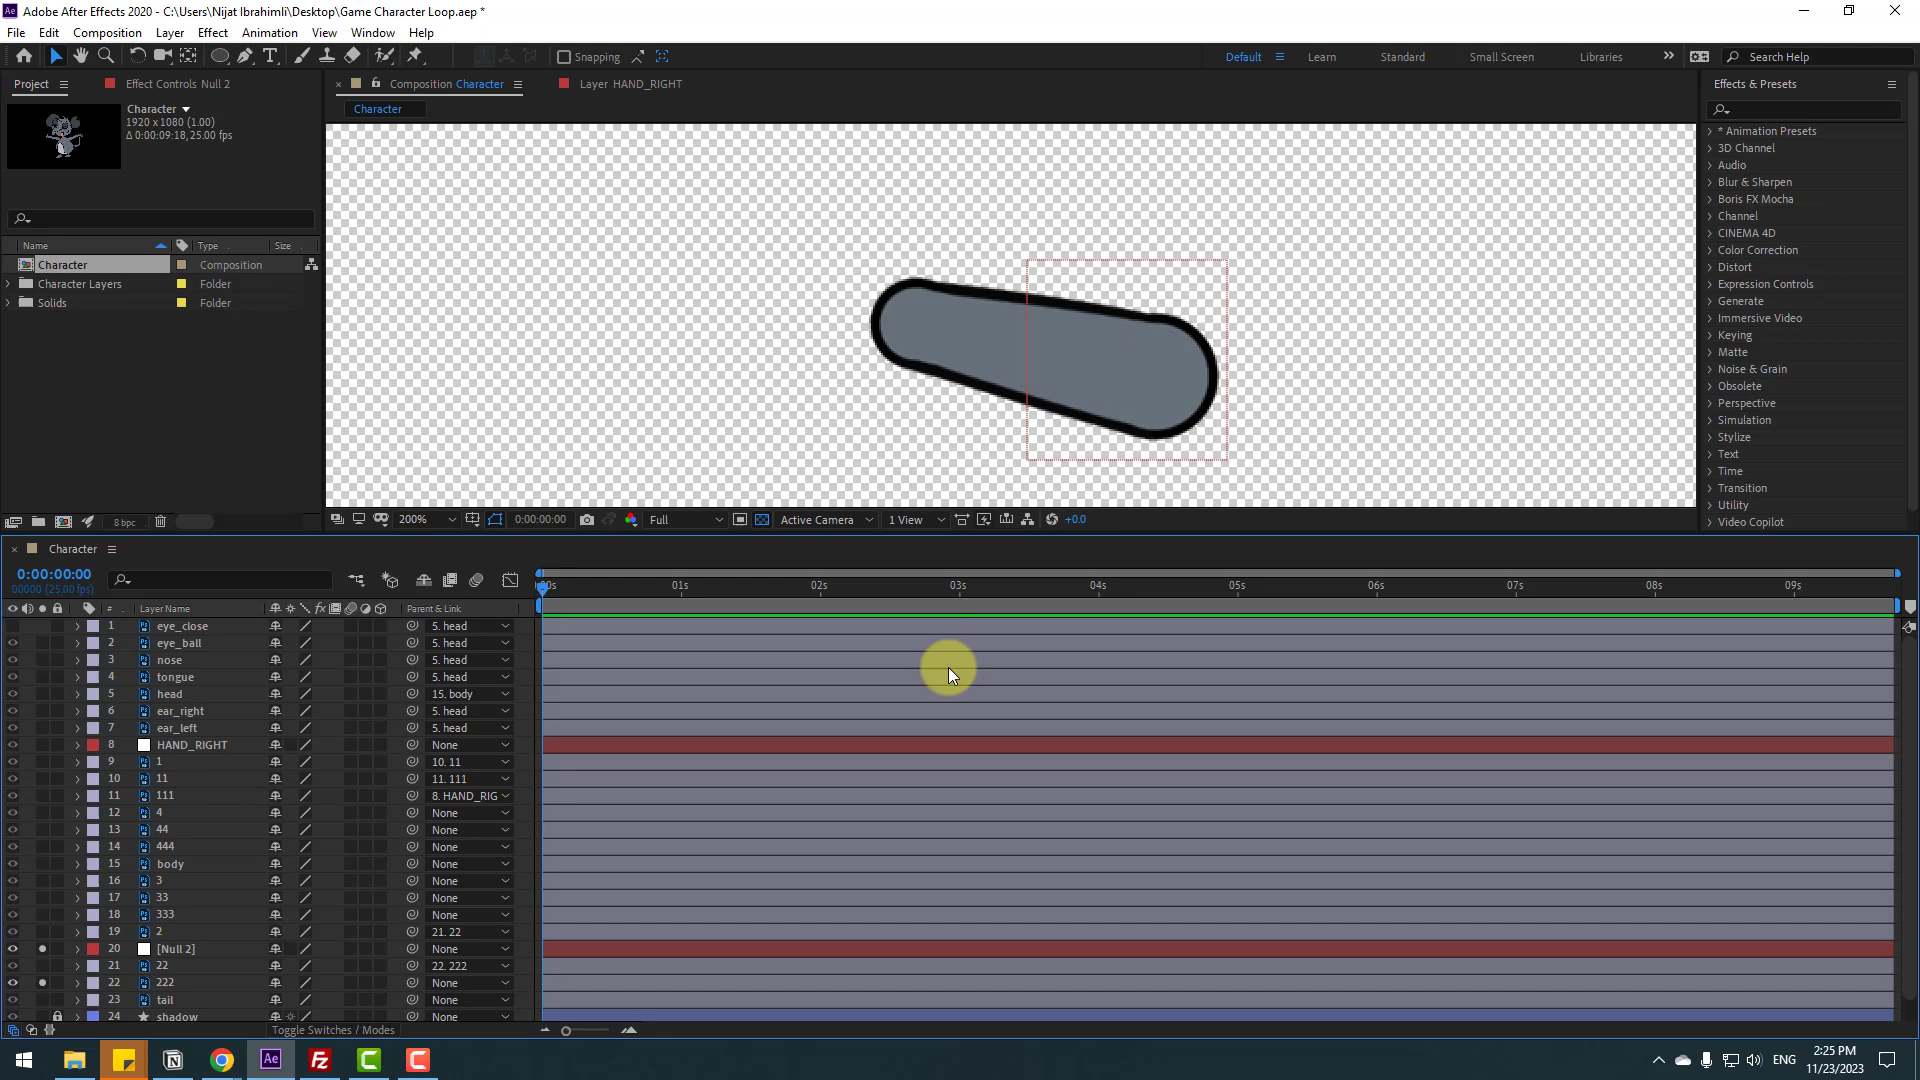 Adobe After Effects 2020 - C:\Users\Nijat Ibrahimli\Desktop\Game Character Loop.aep *
File Edit Composition Layer Effect Animation View Window Help
Snapping
Default Learn Standard Small Screen Libraries Search Help
Project Effect Controls Null 2
Composition Character Layer HAND_RIGHT
Character
Character
1920 x 1080 (1.00)
Δ 0:00:09:18, 25.00 fps
Name Type Size
Character Composition
Character Layers Folder
Solids Folder
8 bpc
200% 0:00:00:00 Full Active Camera 1 View +0.0
Effects & Presets
* Animation Presets
3D Channel
Audio
Blur & Sharpen
Boris FX Mocha
Channel
CINEMA 4D
Color Correction
Distort
Expression Controls
Generate
Immersive Video
Keying
Matte
Noise & Grain
Obsolete
Perspective
Simulation
Stylize
Text
Time
Transition
Utility
Video Copilot
Character
0:00:00:00
00000 (25.00 fps)
01s 02s 03s 04s 05s 06s 07s 08s 09s
# Layer Name Parent & Link
1 eye_close 5. head
2 eye_ball 5. head
3 nose 5. head
4 tongue 5. head
5 head 15. body
6 ear_right 5. head
7 ear_left 5. head
8 HAND_RIGHT None
9 1 10. 11
10 11 11. 111
11 111 8. HAND_RIG
12 4 None
13 44 None
14 444 None
15 body None
16 3 None
17 33 None
18 333 None
19 2 21. 22
20 [Null 2] None
21 22 22. 222
22 222 None
23 tail None
24 shadow None
Toggle Switches / Modes
ENG
2:25 PM
11/23/2023